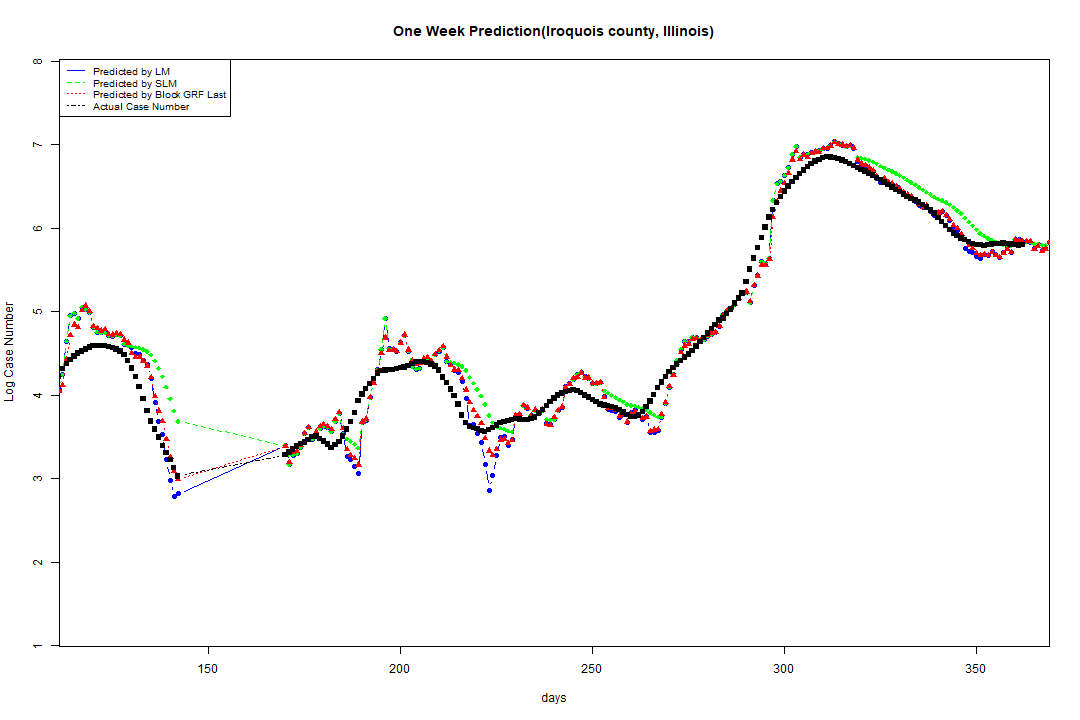 One Week Prediction(Iroquois county, Illinois)
8
Predicted by LM
Predicted by SLM
Predicted by Block GRF Last
Actual Case Number
7
6
5
4
3
2
1
Log Case Number
150 200 250 300 350
days